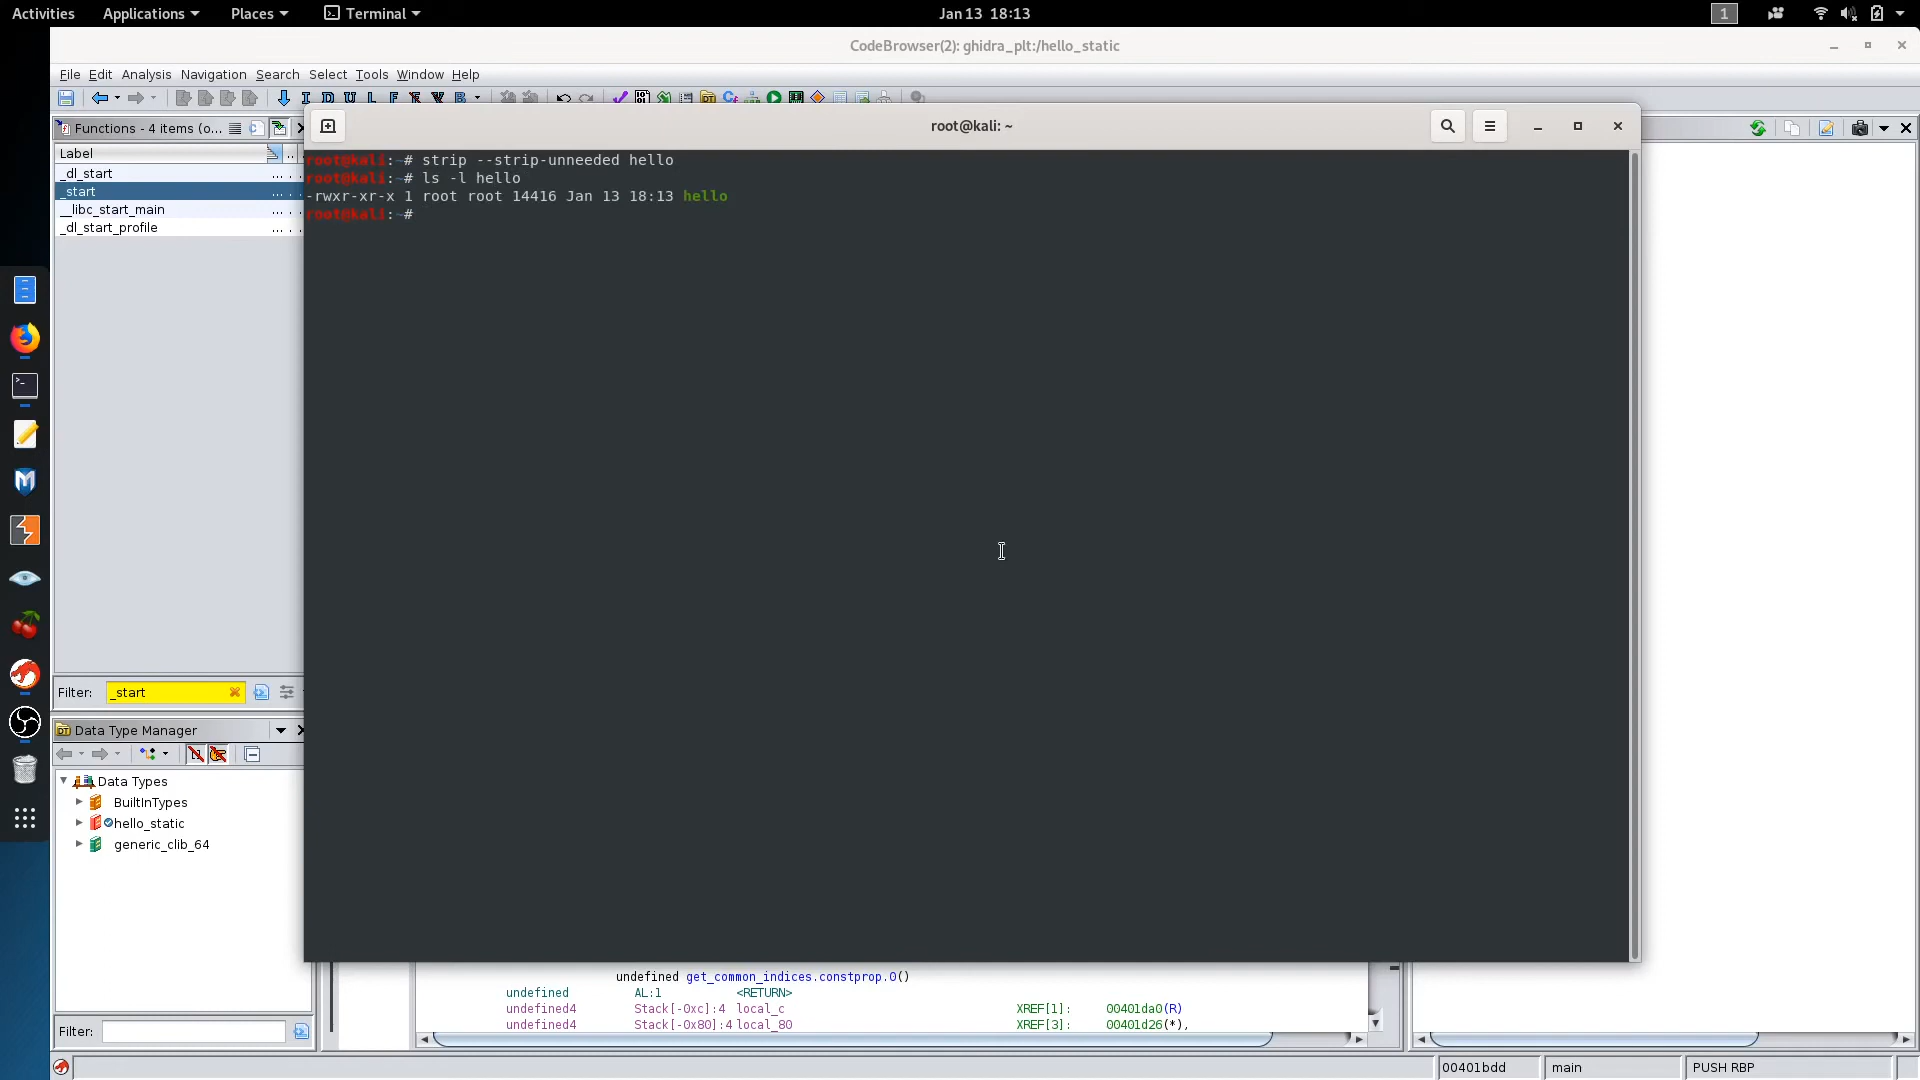 Activities Applications Places Terminal Jan 13 18:13 1
CodeBrowser(2): ghidra_plt:/hello_static
File Edit Analysis Navigation Search Select Tools Window Help
I D U L F V B
Functions - 4 items (o...
root@kali: ~
Label
_dl_start ...
_start ...
__libc_start_main ...
_dl_start_profile ...
root@kali:~# strip --strip-unneeded hello
root@kali:~# ls -l hello
-rwxr-xr-x 1 root root 14416 Jan 13 18:13 hello
root@kali:~#
Filter: _start
Data Type Manager
Data Types
BuiltInTypes
hello_static
generic_clib_64
Filter:
undefined get_common_indices.constprop.0()
undefined AL:1 <RETURN>
undefined4 Stack[-0xc]:4 local_c XREF[1]: 00401da0(R)
undefined4 Stack[-0x80]:4 local_80 XREF[3]: 00401d26(*),
00401bdd main PUSH RBP